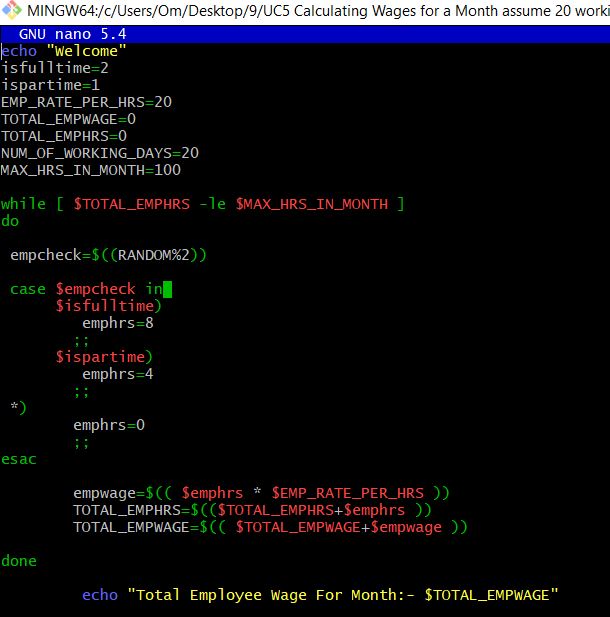 MINGW64:/c/Users/Om/Desktop/9/UC5 Calculating Wages for a Month assume 20 worki
GNU nano 5.4
echo "Welcome"
isfulltime=2
ispartime=1
EMP_RATE_PER_HRS=20
TOTAL_EMPWAGE=0
TOTAL_EMPHRS=0
NUM_OF_WORKING_DAYS=20
MAX_HRS_IN_MONTH=100
while [ $TOTAL_EMPHRS -le $MAX_HRS_IN_MONTH ]
do
empcheck=$((RANDOM%2))
case $empcheck in
$isfulltime)
emphrs=8
;;
$ispartime)
emphrs=4
;;
*)
emphrs=0
;;
esac
empwage=$(( $emphrs * $EMP_RATE_PER_HRS ))
TOTAL_EMPHRS=$(($TOTAL_EMPHRS+$emphrs ))
TOTAL_EMPWAGE=$(( $TOTAL_EMPWAGE+$empwage ))
done
echo "Total Employee Wage For Month:- $TOTAL_EMPWAGE"